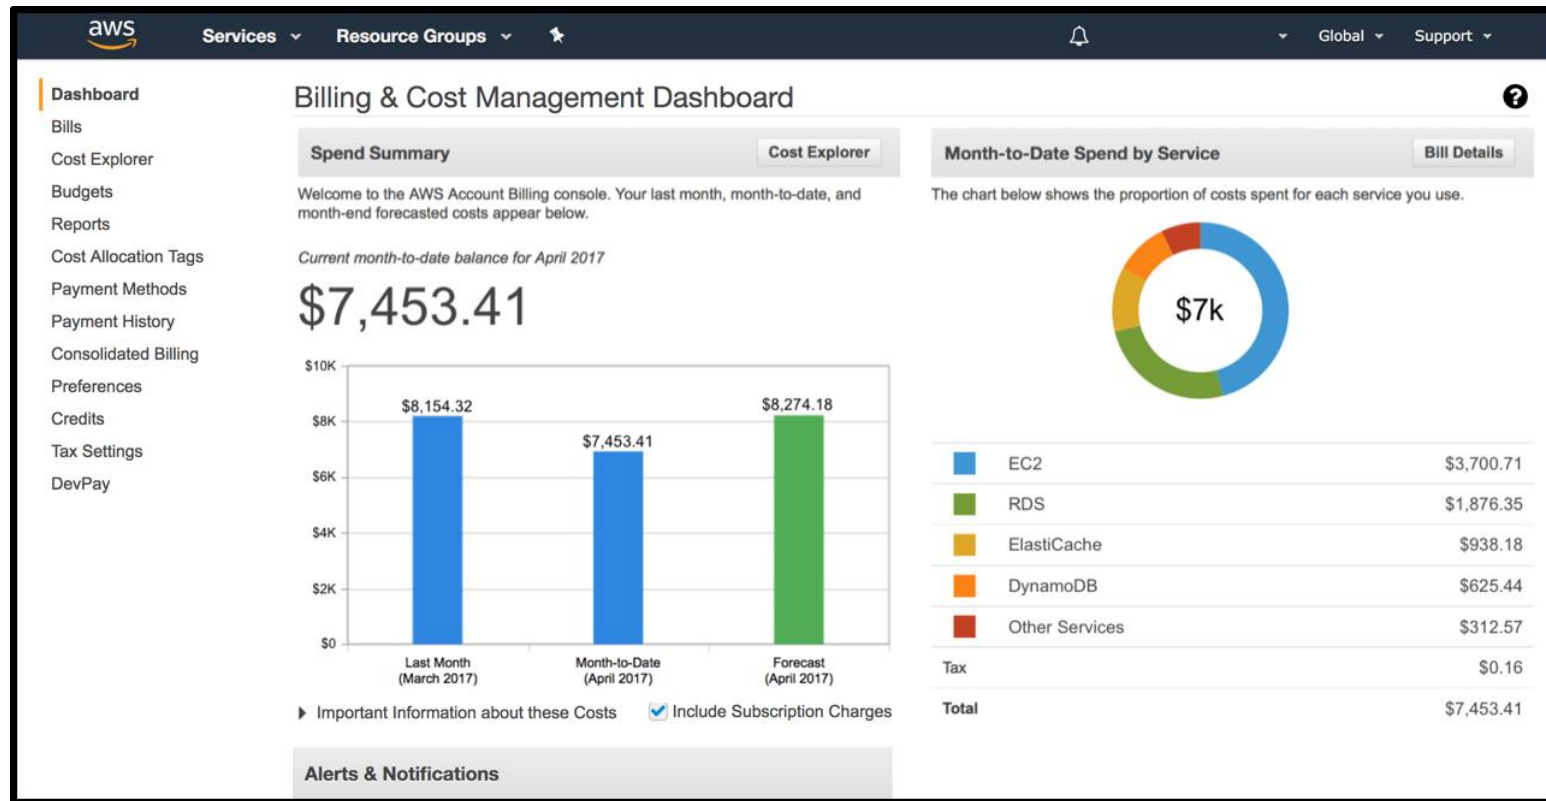 aws
Services
Resource Groups
Global
Support
Dashboard
Bills
Cost Explorer
Budgets
Reports
Cost Allocation Tags
Payment Methods
Payment History
Consolidated Billing
Preferences
Credits
Tax Settings
DevPay
Billing & Cost Management Dashboard
?
Spend Summary
Cost Explorer
Welcome to the AWS Account Billing console. Your last month, month-to-date, and
month-end forecasted costs appear below.
Current month-to-date balance for April 2017
$7,453.41
$10K
$8K
$6K
$4K
$2K
$0
$8,154.32
$7,453.41
$8,274.18
Last Month
(March 2017)
Month-to-Date
(April 2017)
Forecast
(April 2017)
Important Information about these Costs
Include Subscription Charges
Alerts & Notifications
Month-to-Date Spend by Service
Bill Details
The chart below shows the proportion of costs spent for each service you use.
$7k
EC2 $3,700.71
RDS $1,876.35
ElastiCache $938.18
DynamoDB $625.44
Other Services $312.57
Tax $0.16
Total $7,453.41